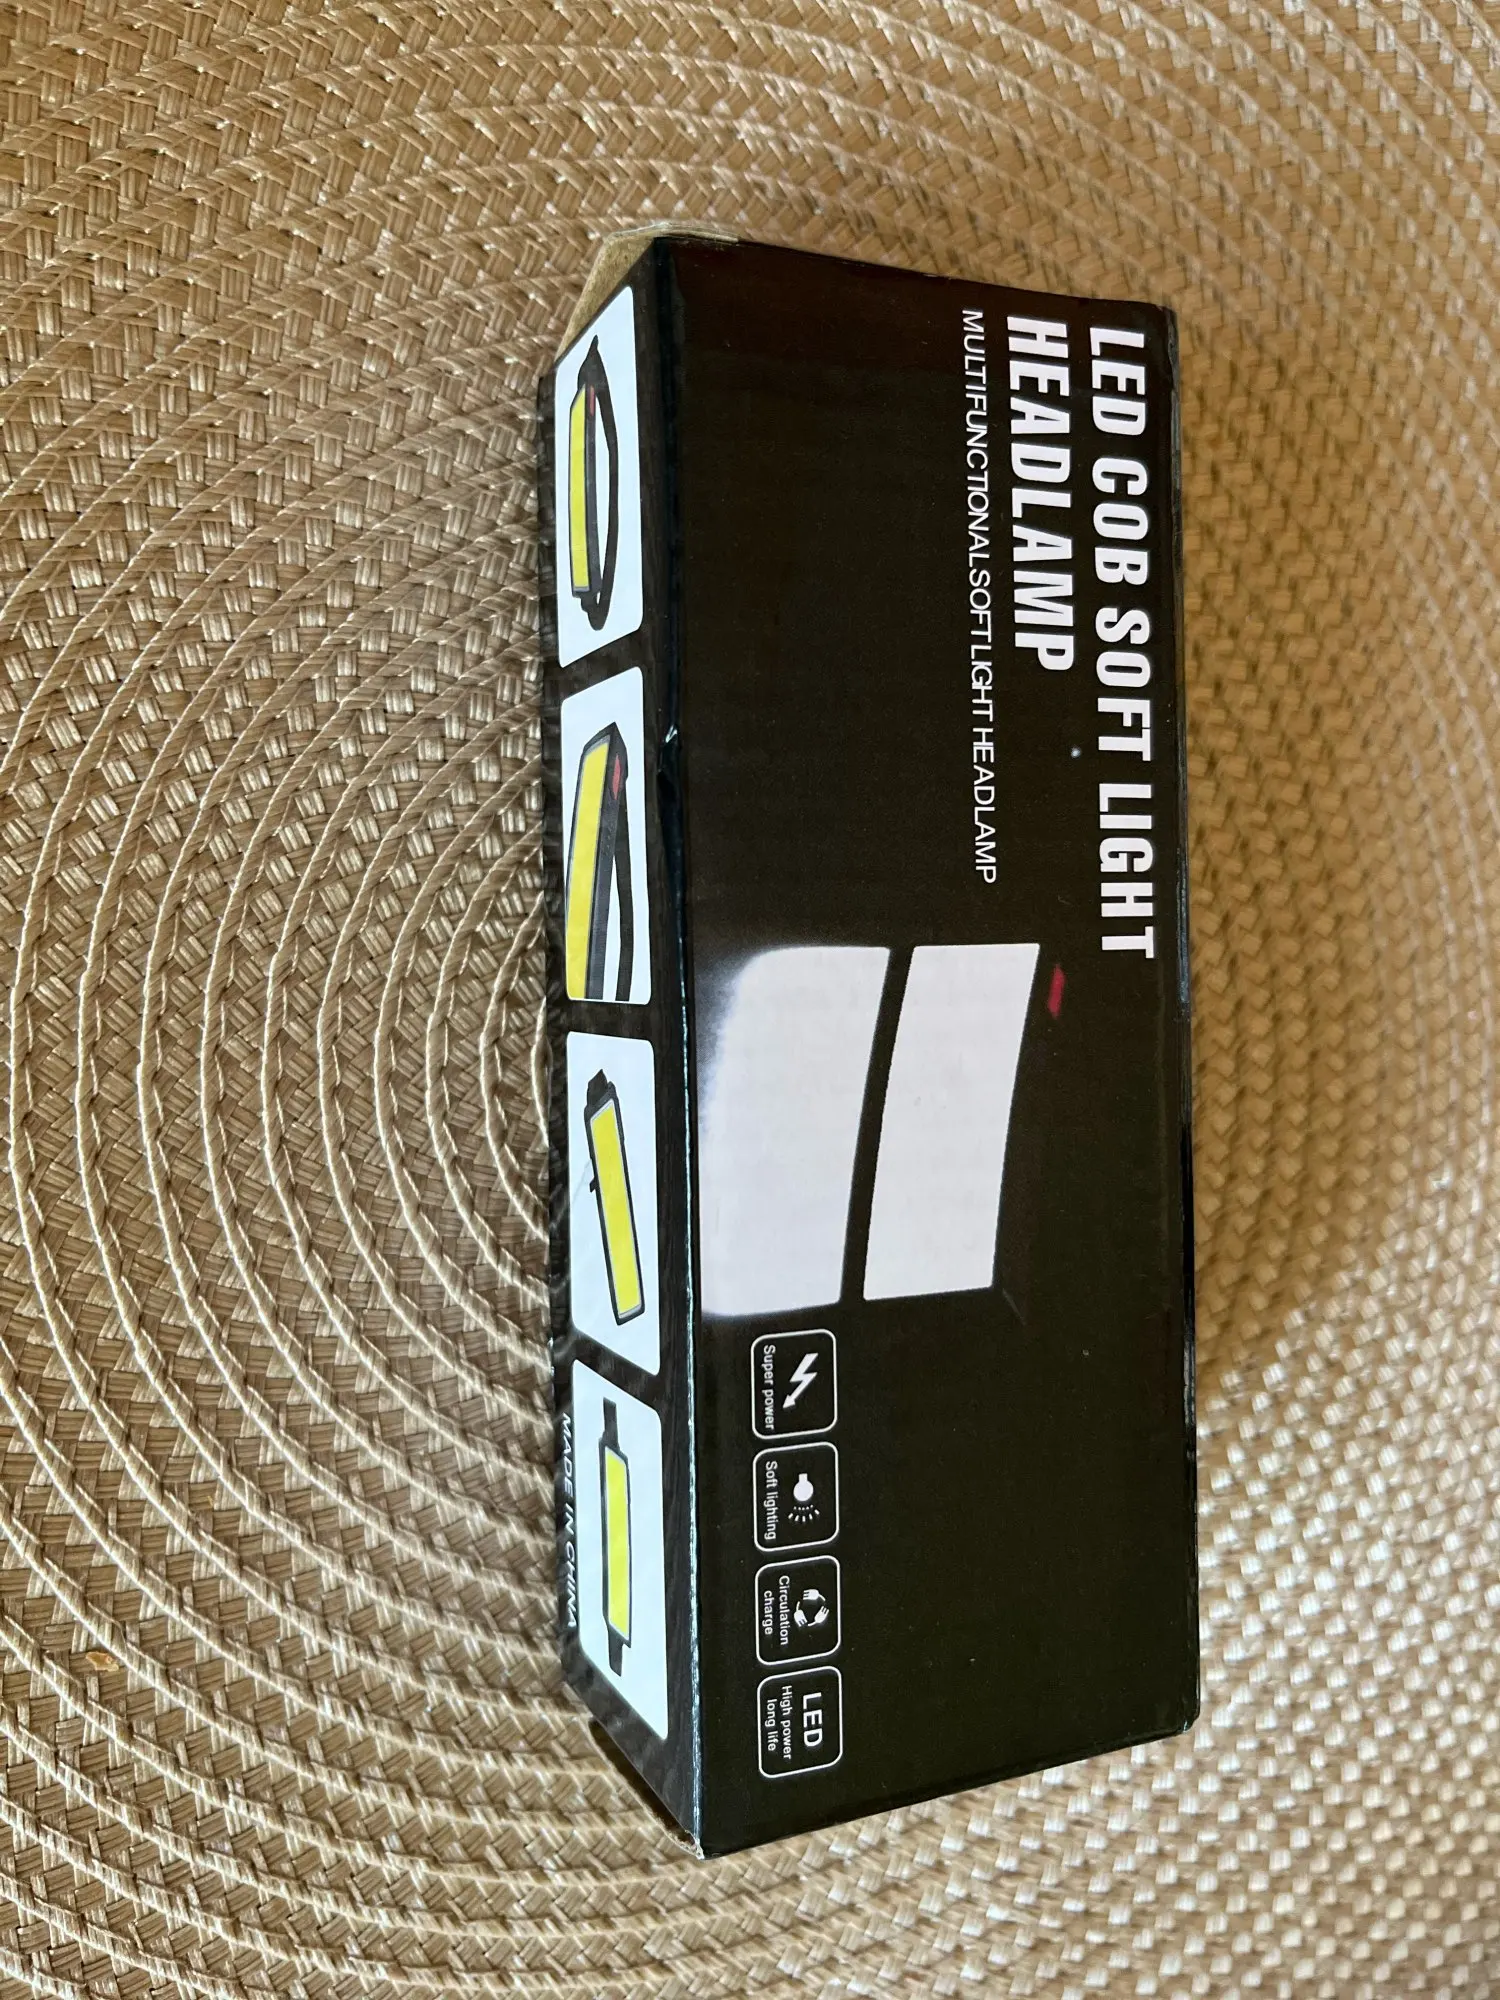 LED COB SOFT LIGHT
HEADLAMP
MULTIFUNCTIONALSOFTLIGHT HEADLAMP
Super power
Soft lighting
Circulation
charge
LED
High power
long life
MADE IN CHINA